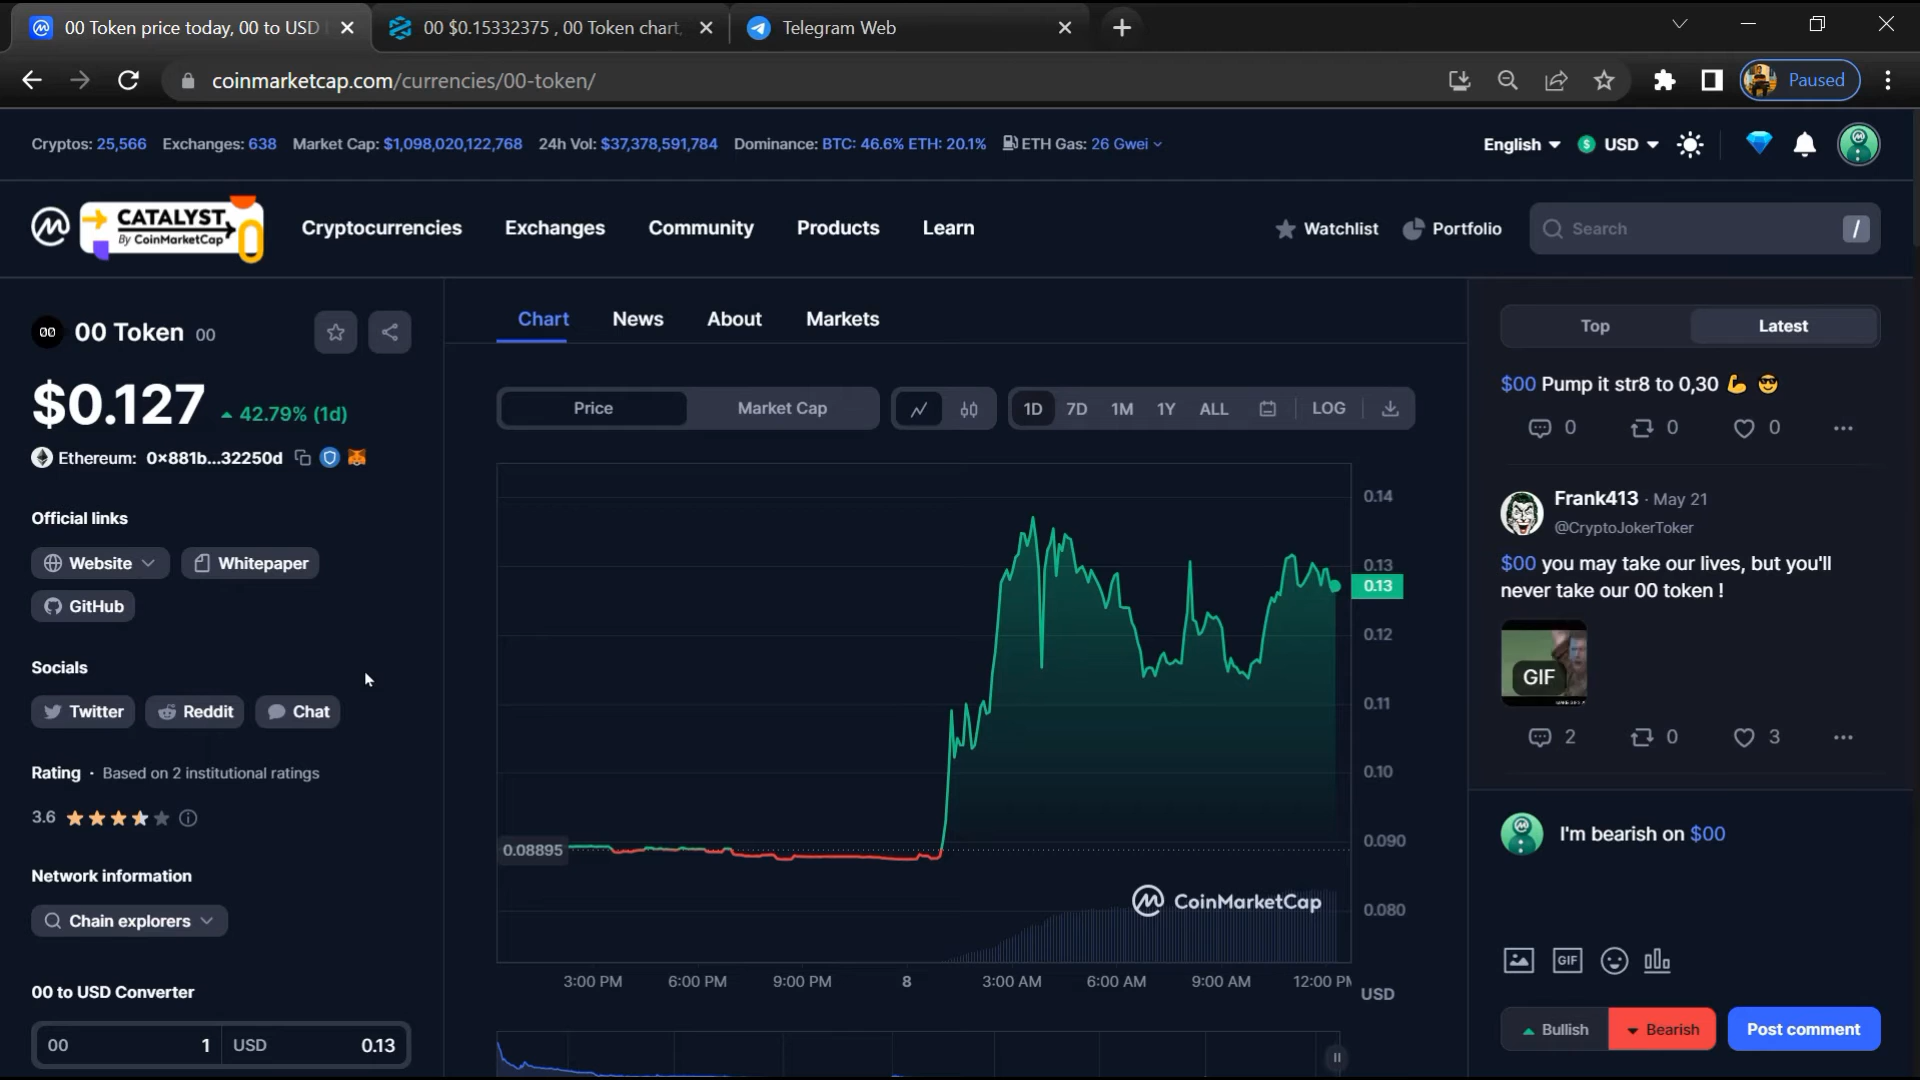 00 Token price today, 00 to USD
00 $0.15332375 , 00 Token chart,
Telegram Web
coinmarketcap.com/currencies/00-token/
Paused
Cryptos: 25,566 Exchanges: 638 Market Cap: $1,098,020,122,768 24h Vol: $37,378,591,784 Dominance: BTC: 46.6% ETH: 20.1% ETH Gas: 26 Gwei
English USD
CATALYST
By CoinMarketCap
Cryptocurrencies Exchanges Community Products Learn
Watchlist Portfolio Search /
00 00 Token 00
$0.127 42.79% (1d)
Ethereum: 0x881b...32250d
Official links
Website Whitepaper
GitHub
Socials
Twitter Reddit Chat
Rating · Based on 2 institutional ratings
3.6
Network information
Chain explorers
00 to USD Converter
00 1 USD 0.13
Chart News About Markets
Price Market Cap 1D 7D 1M 1Y ALL LOG
0.14
0.13
0.13
0.12
0.11
0.10
0.090
0.080
0.08895
CoinMarketCap
3:00 PM 6:00 PM 9:00 PM 8 3:00 AM 6:00 AM 9:00 AM 12:00 PM
USD
Top Latest
$00 Pump it str8 to 0,30 💪 😎
0 0 0
Frank413 · May 21
@CryptoJokerToker
$00 you may take our lives, but you'll
never take our 00 token !
GIF
2 0 3
I'm bearish on $00
GIF
Bullish Bearish Post comment